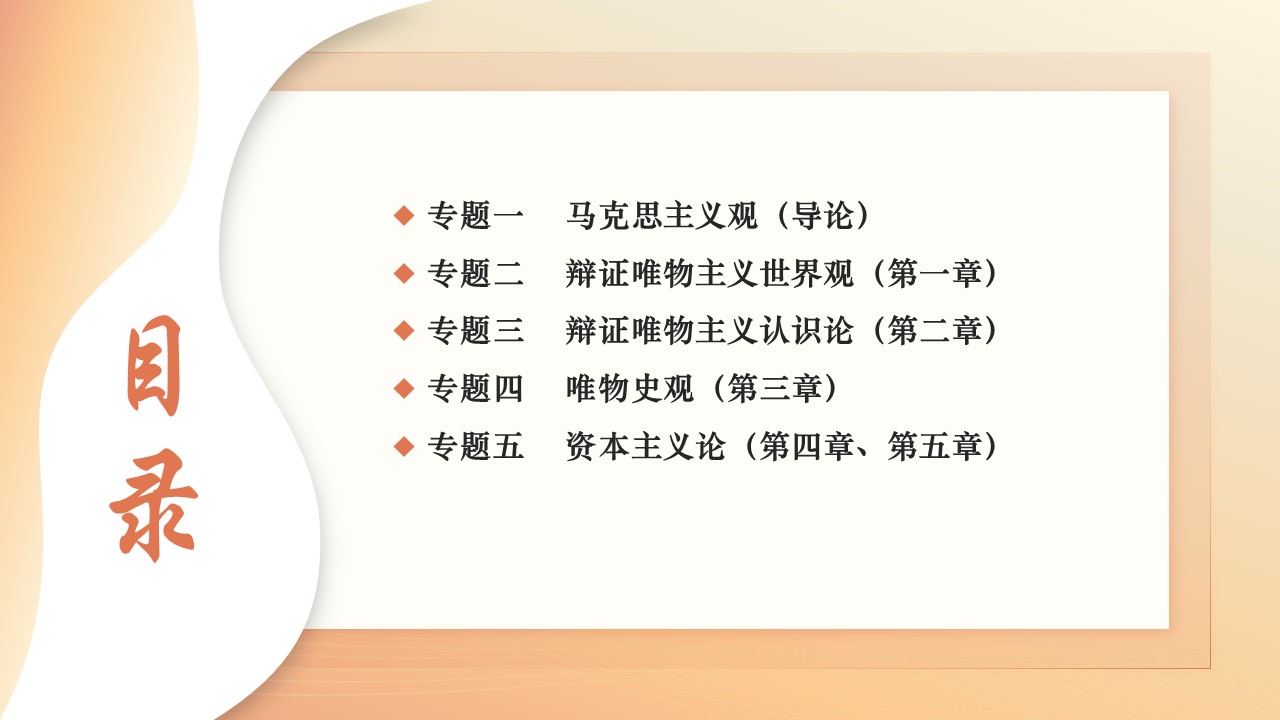 目录
专题一 马克思主义观（导论）
专题二 辩证唯物主义世界观（第一章）
专题三 辩证唯物主义认识论（第二章）
专题四 唯物史观（第三章）
专题五 资本主义论（第四章、第五章）